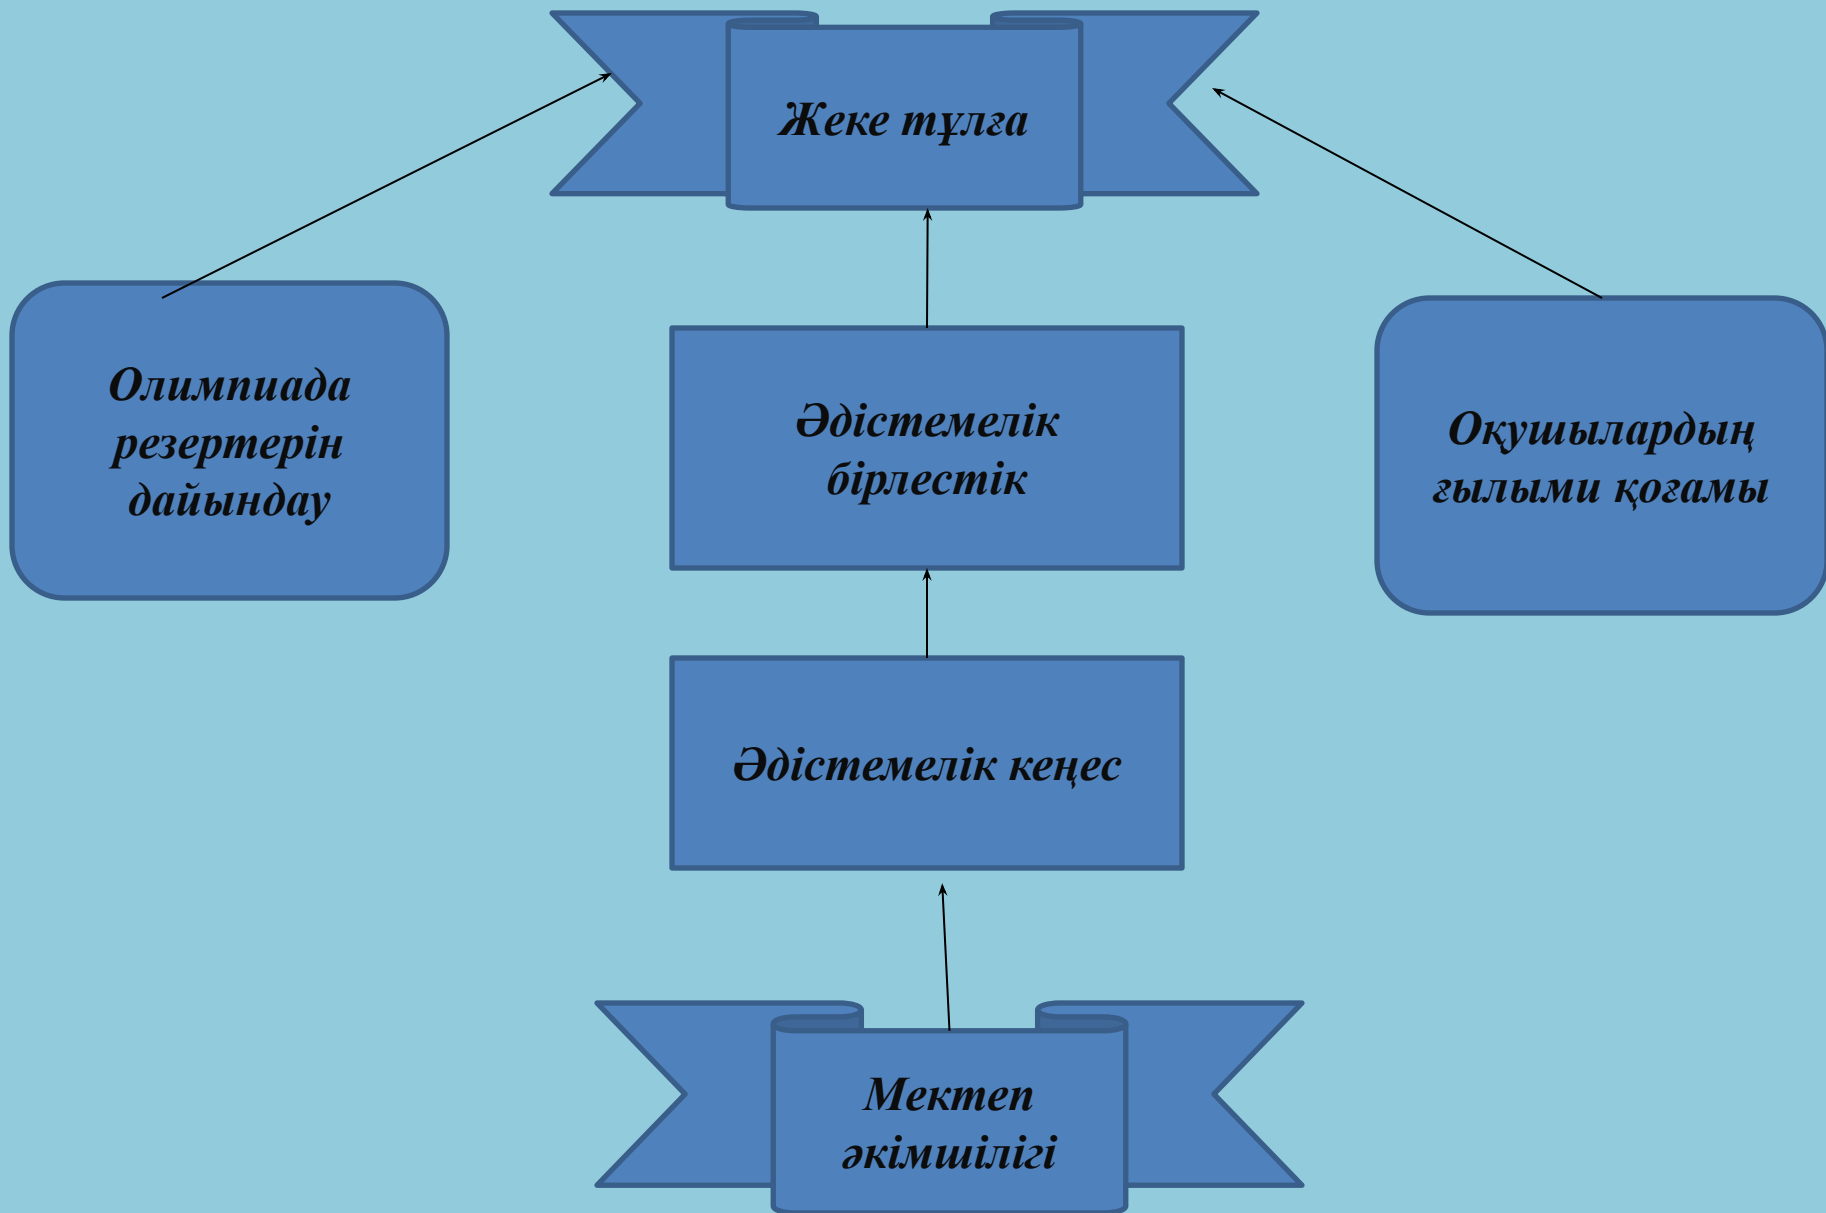 Жеке тұлға
Олимпиада
резертерін
дайындау
Әдістемелік
бірлестік
Оқушылардың
ғылыми қоғамы
Әдістемелік кеңес
Мектеп
әкімшілігі